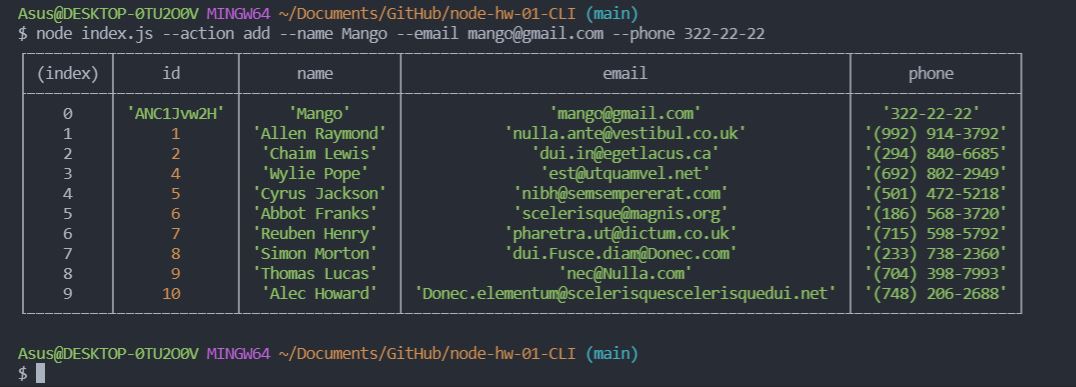 Asus@DESKTOP-0TU2O0V MINGW64 ~/Documents/GitHub/node-hw-01-CLI (main)
$ node index.js --action add --name Mango --email mango@gmail.com --phone 322-22-22
(index) id name email phone
0 'ANC1Jvw2H' 'Mango' 'mango@gmail.com' '322-22-22'
1 1 'Allen Raymond' 'nulla.ante@vestibul.co.uk' '(992) 914-3792'
2 2 'Chaim Lewis' 'dui.in@egetlacus.ca' '(294) 840-6685'
3 4 'Wylie Pope' 'est@utquamvel.net' '(692) 802-2949'
4 5 'Cyrus Jackson' 'nibh@semsempererat.com' '(501) 472-5218'
5 6 'Abbot Franks' 'scelerisque@magnis.org' '(186) 568-3720'
6 7 'Reuben Henry' 'pharetra.ut@dictum.co.uk' '(715) 598-5792'
7 8 'Simon Morton' 'dui.Fusce.diam@Donec.com' '(233) 738-2360'
8 9 'Thomas Lucas' 'nec@Nulla.com' '(704) 398-7993'
9 10 'Alec Howard' 'Donec.elementum@scelerisquescelerisquedui.net' '(748) 206-2688'
Asus@DESKTOP-0TU2O0V MINGW64 ~/Documents/GitHub/node-hw-01-CLI (main)
$